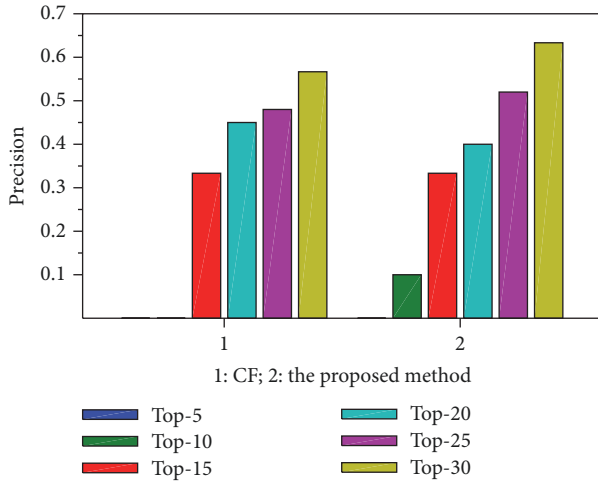 0.7
0.6
0.5
0.4
0.3
0.2
0.1
Precision
1 2
1: CF; 2: the proposed method
Top-5 Top-20
Top-10 Top-25
Top-15 Top-30